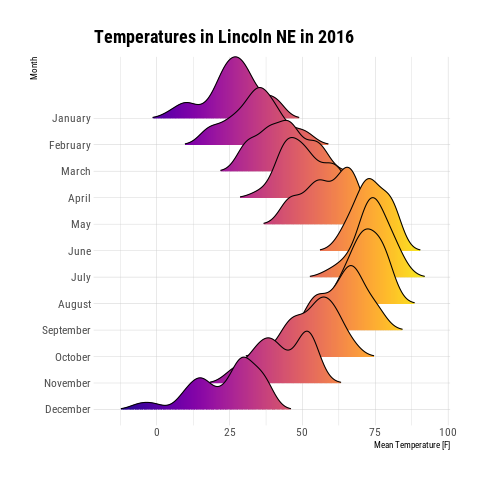 Temperatures in Lincoln NE in 2016
Month
January
February
March
April
May
June
July
August
September
October
November
December
0 25 50 75 100
Mean Temperature [F]